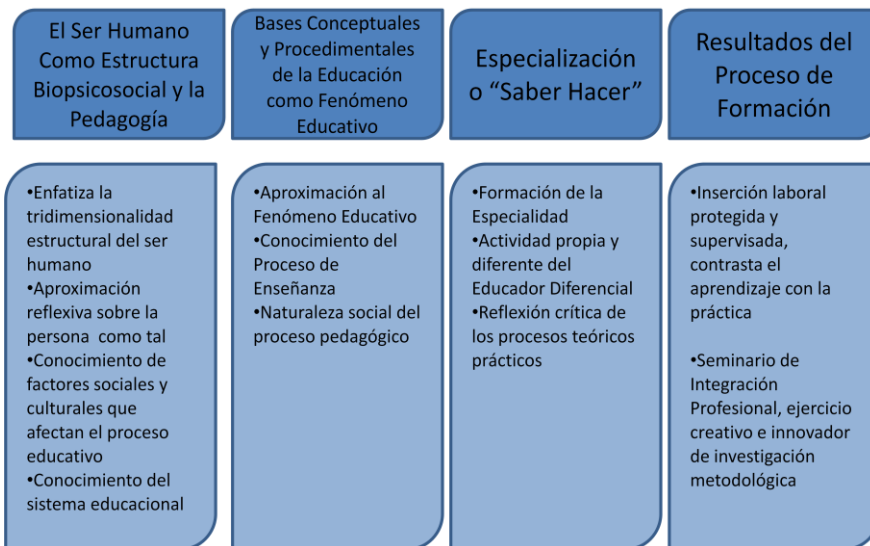 El Ser Humano
Como Estructura
Biopsicosocial y la
Pedagogía
•Enfatiza la
tridimensionalidad
estructural del ser
humano
•Aproximación
reflexiva sobre la
persona como tal
•Conocimiento de
factores sociales y
culturales que
afectan el proceso
educativo
•Conocimiento del
sistema educacional
Bases Conceptuales
y Procedimentales
de la Educación
como Fenómeno
Educativo
•Aproximación al
Fenómeno Educativo
•Conocimiento del
Proceso de
Enseñanza
•Naturaleza social del
proceso pedagógico
Especialización
o “Saber Hacer”
•Formación de la
Especialidad
•Actividad propia y
diferente del
Educador Diferencial
•Reflexión crítica de
los procesos teóricos
prácticos
Resultados del
Proceso de
Formación
•Inserción laboral
protegida y
supervisada,
contrasta el
aprendizaje con la
práctica
•Seminario de
Integración
Profesional, ejercicio
creativo e innovador
de investigación
metodológica